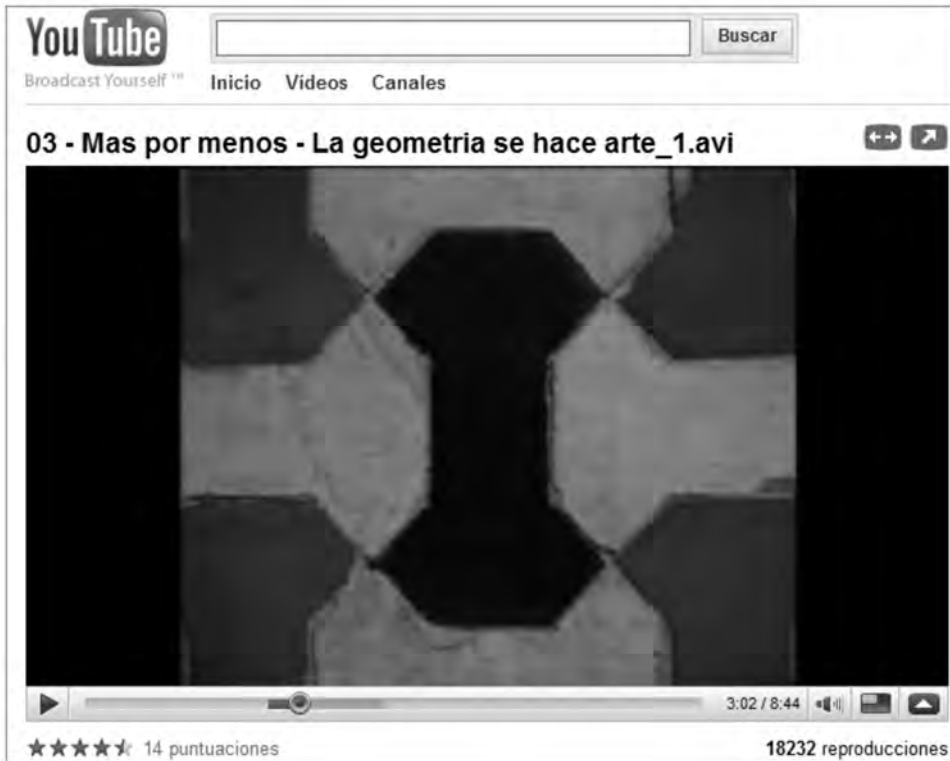 You Tube
Broadcast Yourself ™
Buscar
Inicio Vídeos Canales
03 - Mas por menos - La geometria se hace arte_1.avi
3:02 / 8:44
14 puntuaciones
18232 reproducciones